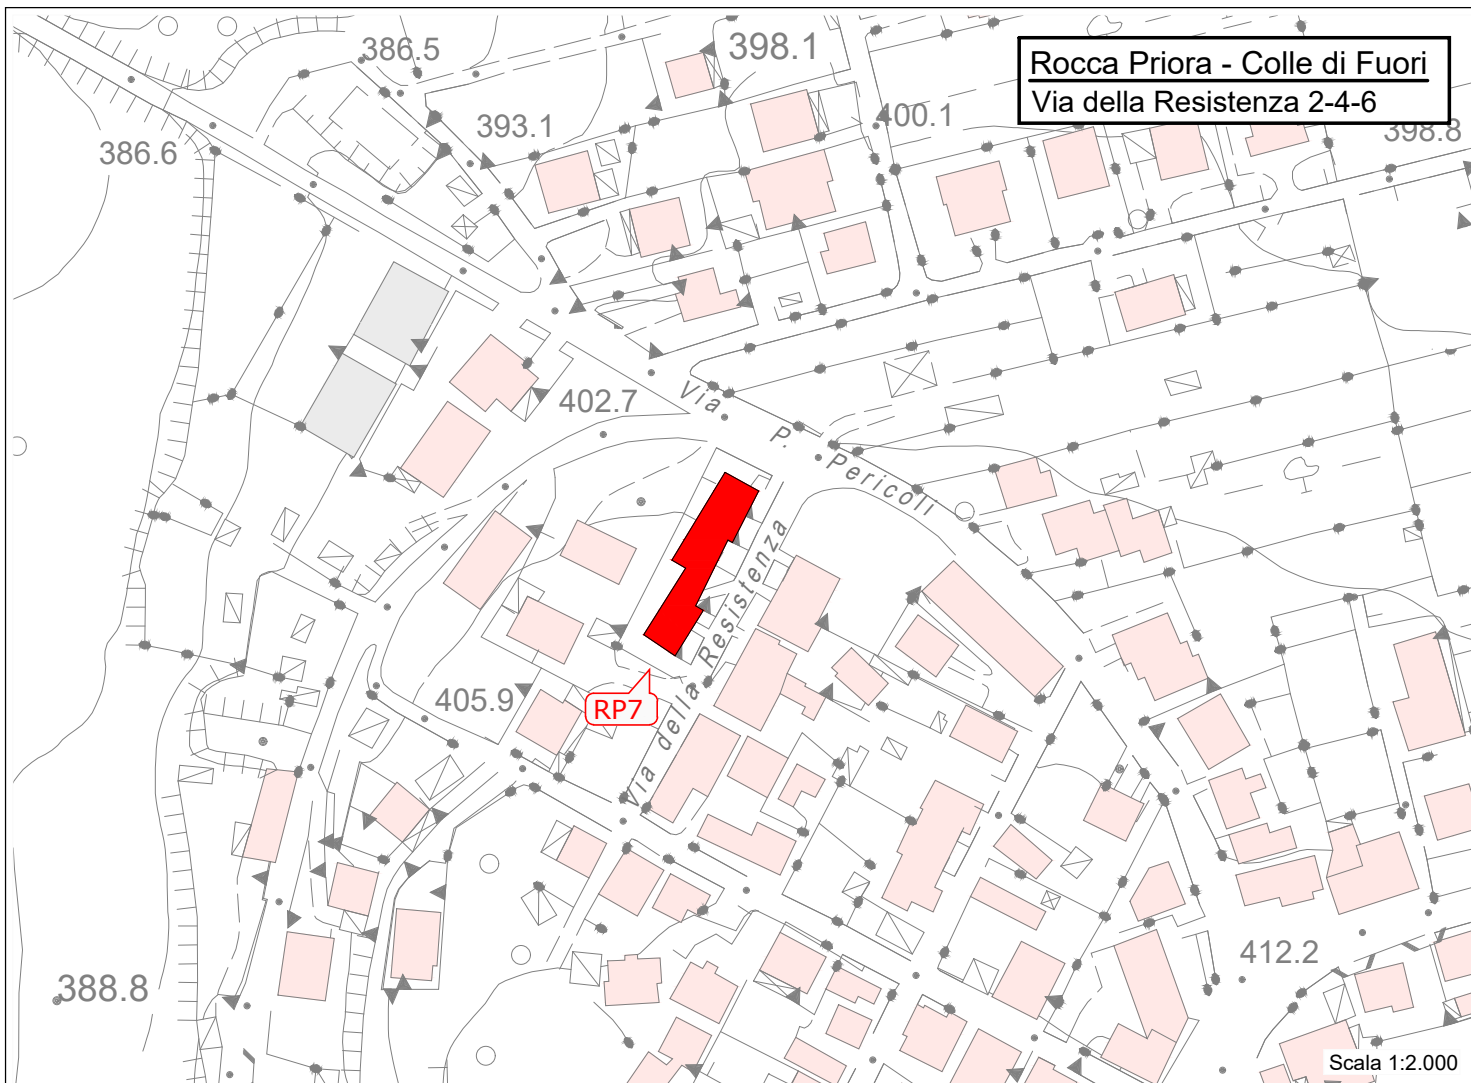 386.5
398.1
Rocca Priora - Colle di Fuori
Via della Resistenza 2-4-6
393.1
400.1
398.8
386.6
402.7
Via P. Pericoli
Via della Resistenza
405.9
RP7
412.2
388.8
Scala 1:2.000